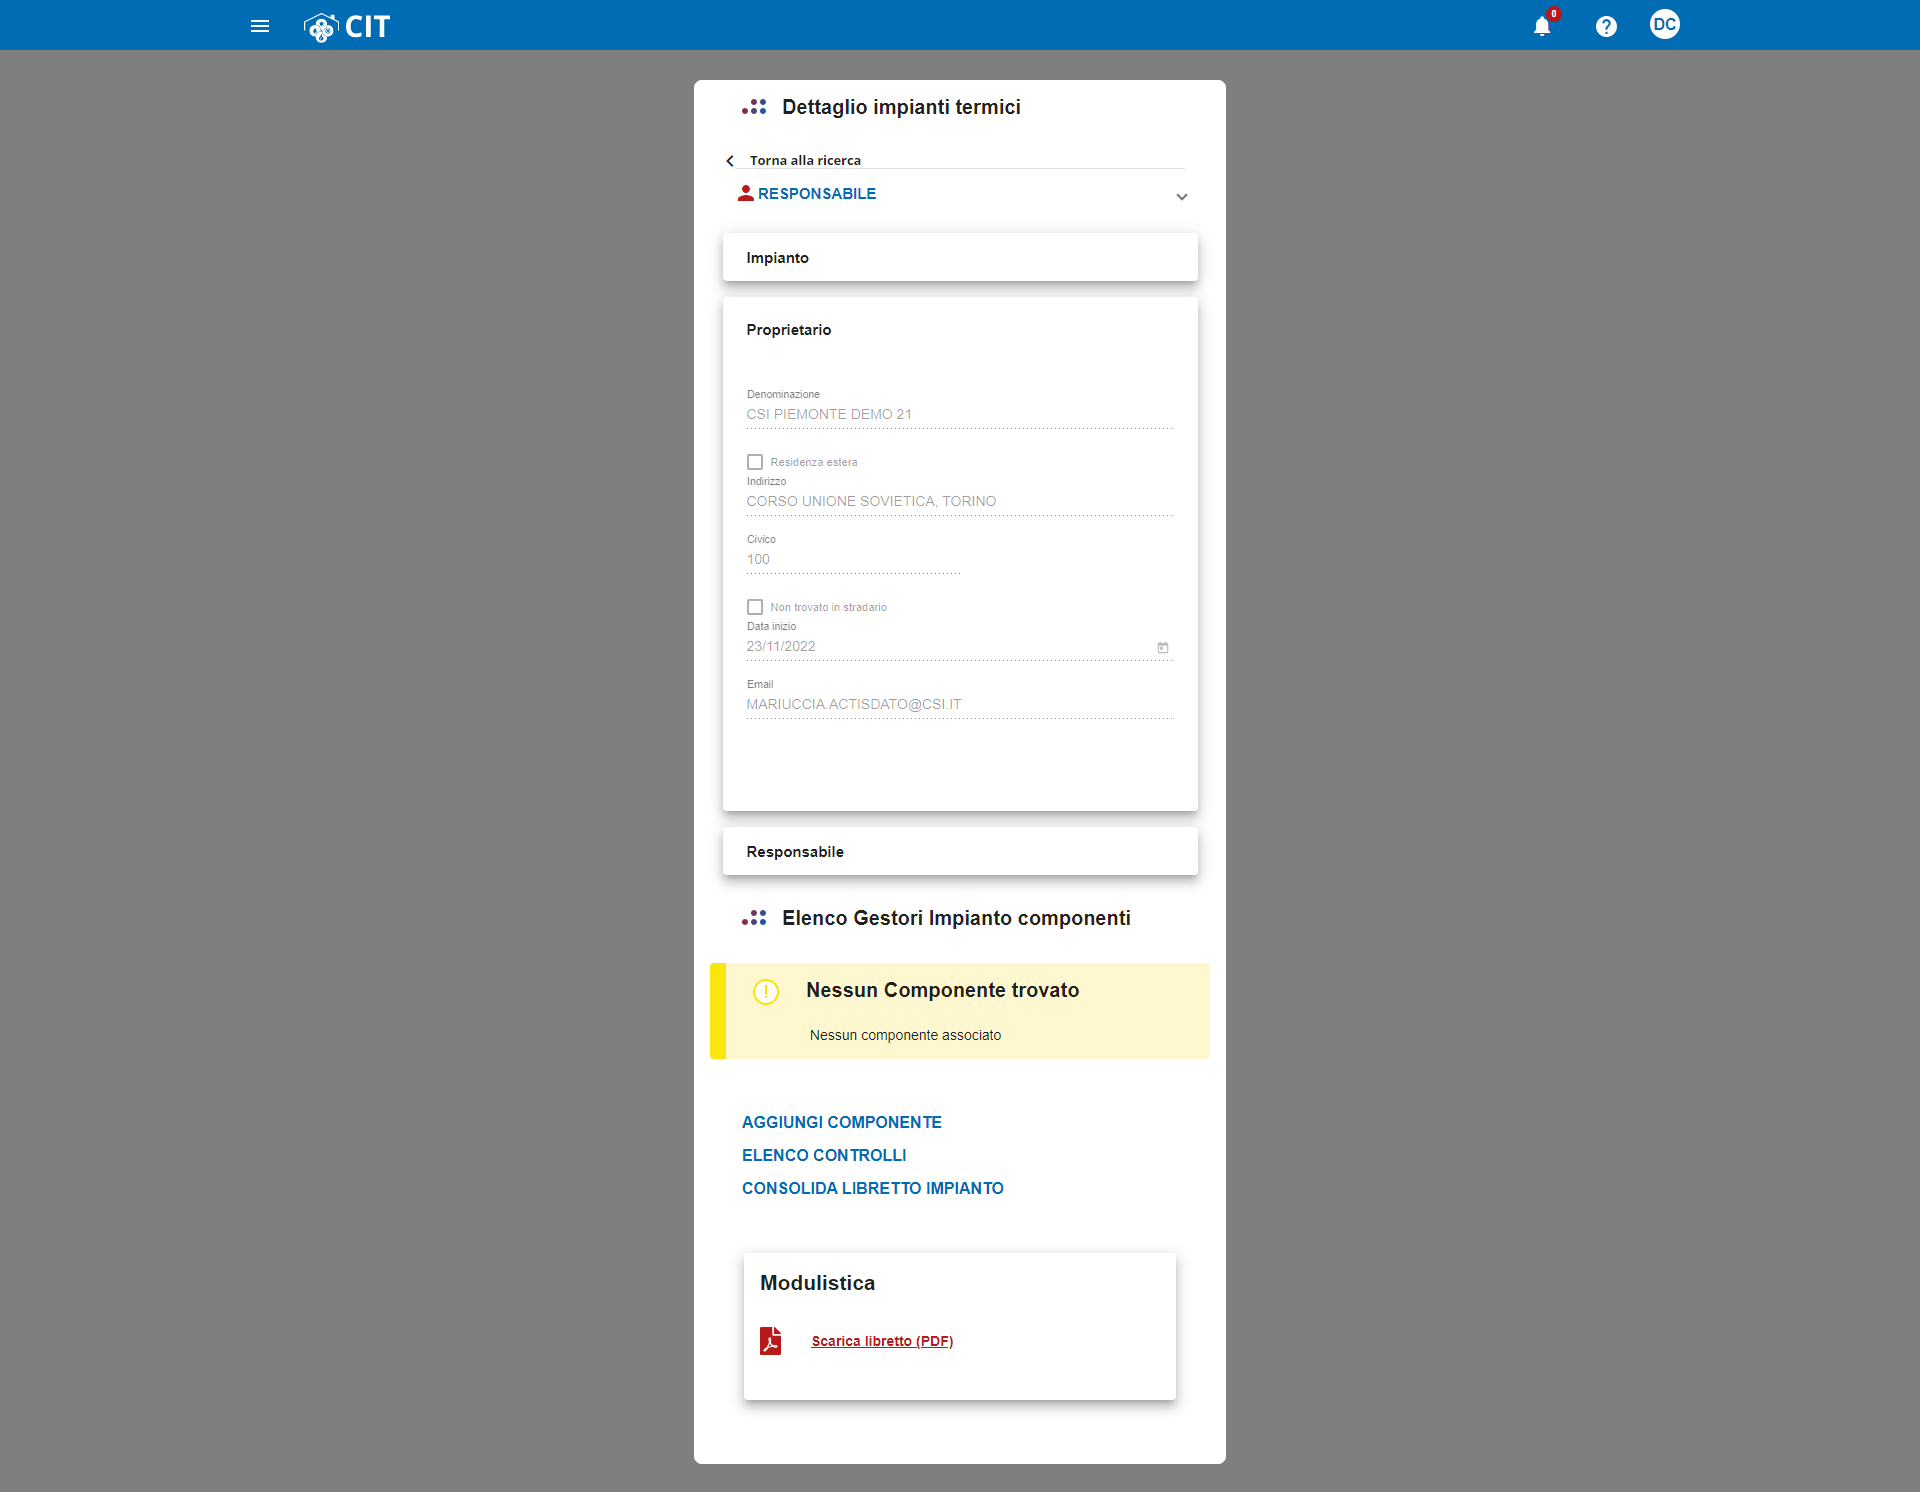 CIT
0
DC
Dettaglio impianti termici
Torna alla ricerca
RESPONSABILE
Impianto
Proprietario
Denominazione
CSI PIEMONTE DEMO 21
Residenza estera
Indirizzo
CORSO UNIONE SOVIETICA, TORINO
Civico
100
Non trovato in stradario
Data inizio
23/11/2022
Email
MARIUCCIA.ACTISDATO@CSI.IT
Responsabile
Elenco Gestori Impianto componenti
Nessun Componente trovato
Nessun componente associato
AGGIUNGI COMPONENTE
ELENCO CONTROLLI
CONSOLIDA LIBRETTO IMPIANTO
Modulistica
Scarica libretto (PDF)